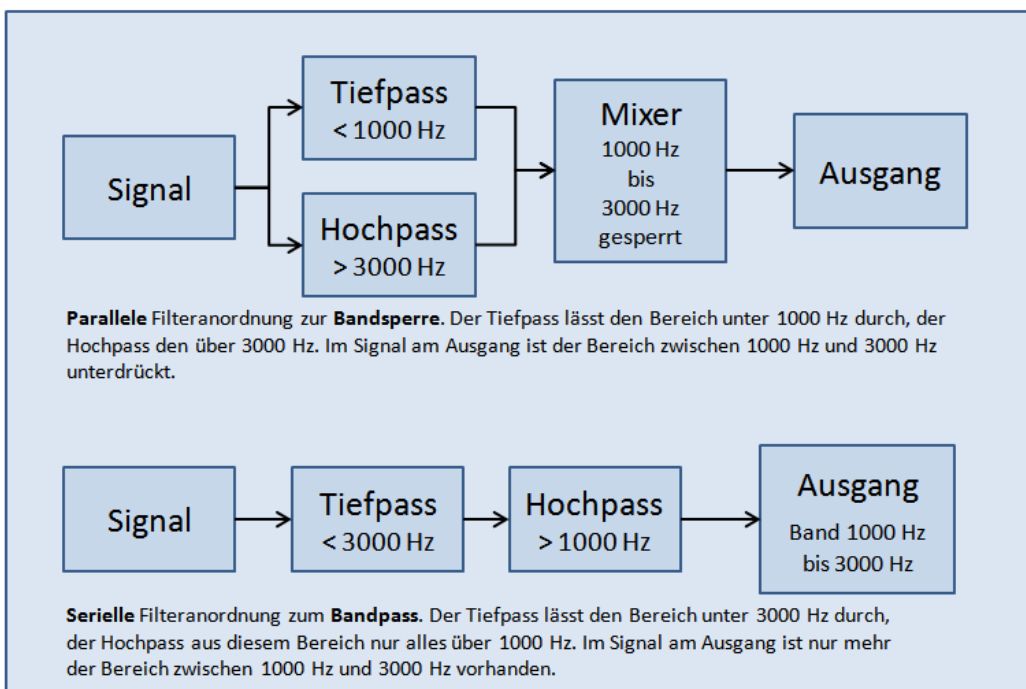 Signal
Tiefpass
< 1000 Hz
Hochpass
> 3000 Hz
Mixer
1000 Hz
bis
3000 Hz
gesperrt
Ausgang
Parallele Filteranordnung zur Bandsperre. Der Tiefpass lässt den Bereich unter 1000 Hz durch, der
Hochpass den über 3000 Hz. Im Signal am Ausgang ist der Bereich zwischen 1000 Hz und 3000 Hz
unterdrückt.
Signal
Tiefpass
< 3000 Hz
Hochpass
> 1000 Hz
Ausgang
Band 1000 Hz
bis 3000 Hz
Serielle Filteranordnung zum Bandpass. Der Tiefpass lässt den Bereich unter 3000 Hz durch,
der Hochpass aus diesem Bereich nur alles über 1000 Hz. Im Signal am Ausgang ist nur mehr
der Bereich zwischen 1000 Hz und 3000 Hz vorhanden.